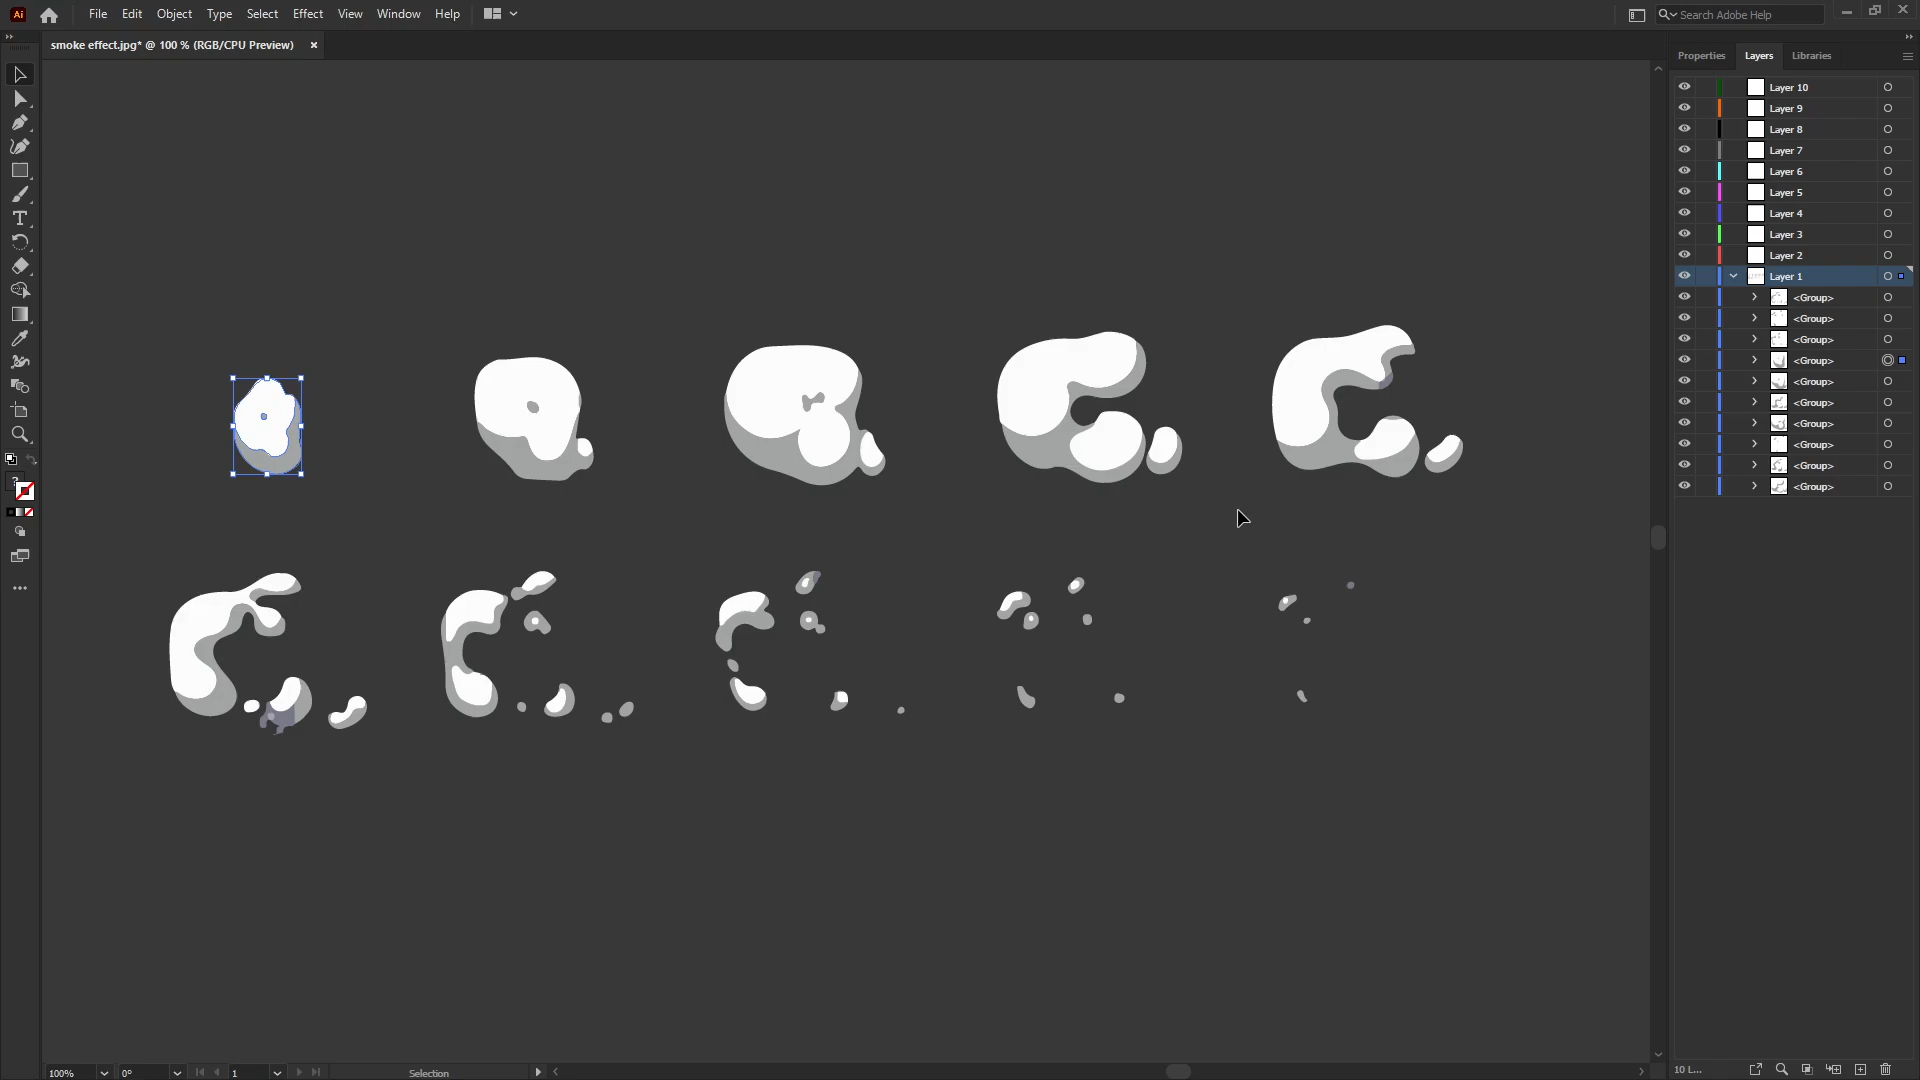 Ai File Edit Object Type Select Effect View Window Help Search Adobe Help
smoke effect.jpg* @ 100 % (RGB/CPU Preview)
Properties Layers Libraries
Layer 10
Layer 9
Layer 8
Layer 7
Layer 6
Layer 5
Layer 4
Layer 3
Layer 2
Layer 1
<Group>
<Group>
<Group>
<Group>
<Group>
<Group>
<Group>
<Group>
<Group>
<Group>
?
100% 0° 1 Selection 10 L...